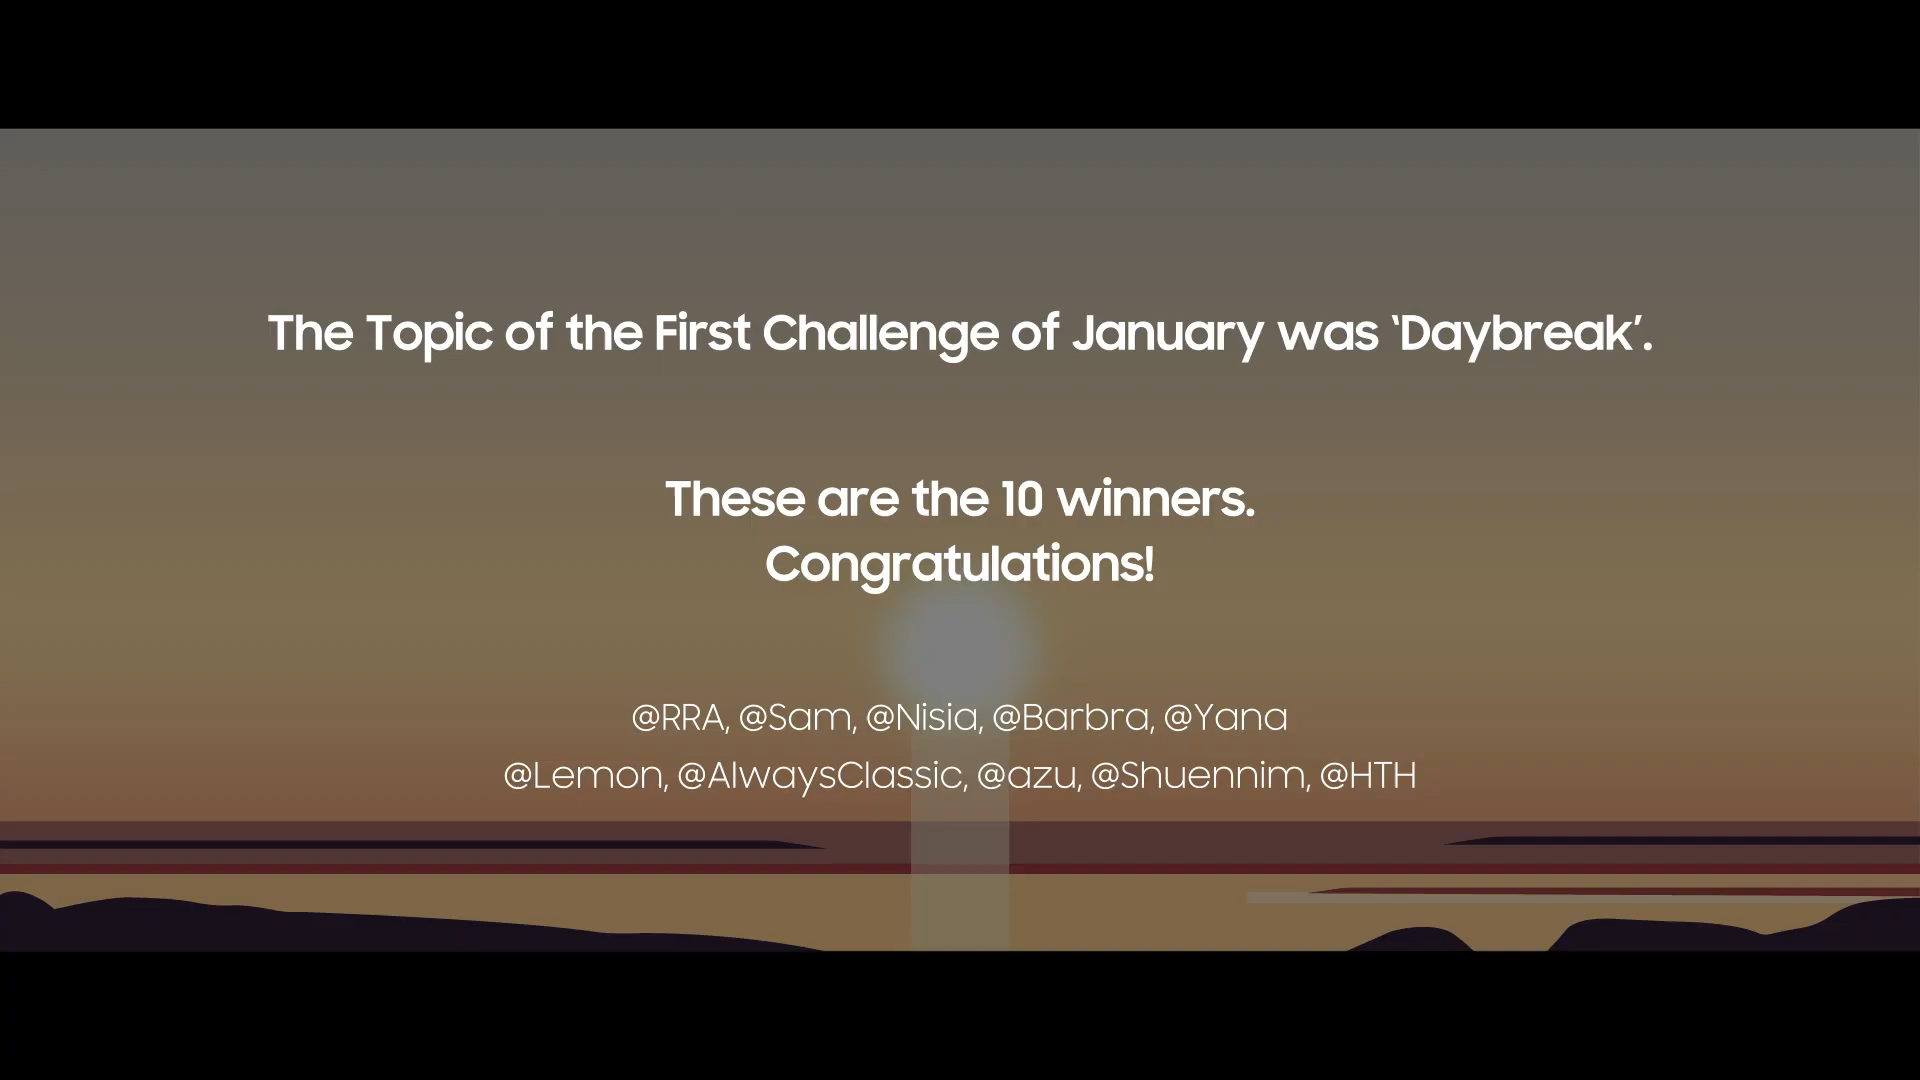 The Topic of the First Challenge of January was ‘Daybreak’.
These are the 10 winners.
Congratulations!
@RRA, @Sam, @Nisia, @Barbra, @Yana
@Lemon, @AlwaysClassic, @azu, @Shuennim, @HTH